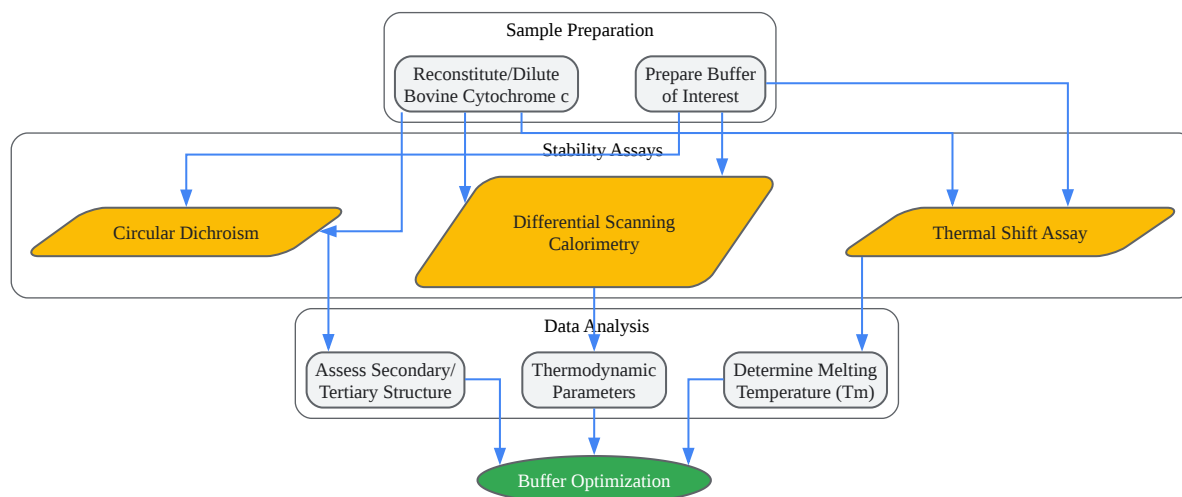 Sample Preparation
Reconstitute/Dilute
Bovine Cytochrome c
Prepare Buffer
of Interest
Stability Assays
Circular Dichroism
Differential Scanning
Calorimetry
Thermal Shift Assay
Data Analysis
Assess Secondary/
Tertiary Structure
Thermodynamic
Parameters
Determine Melting
Temperature (Tm)
Buffer Optimization